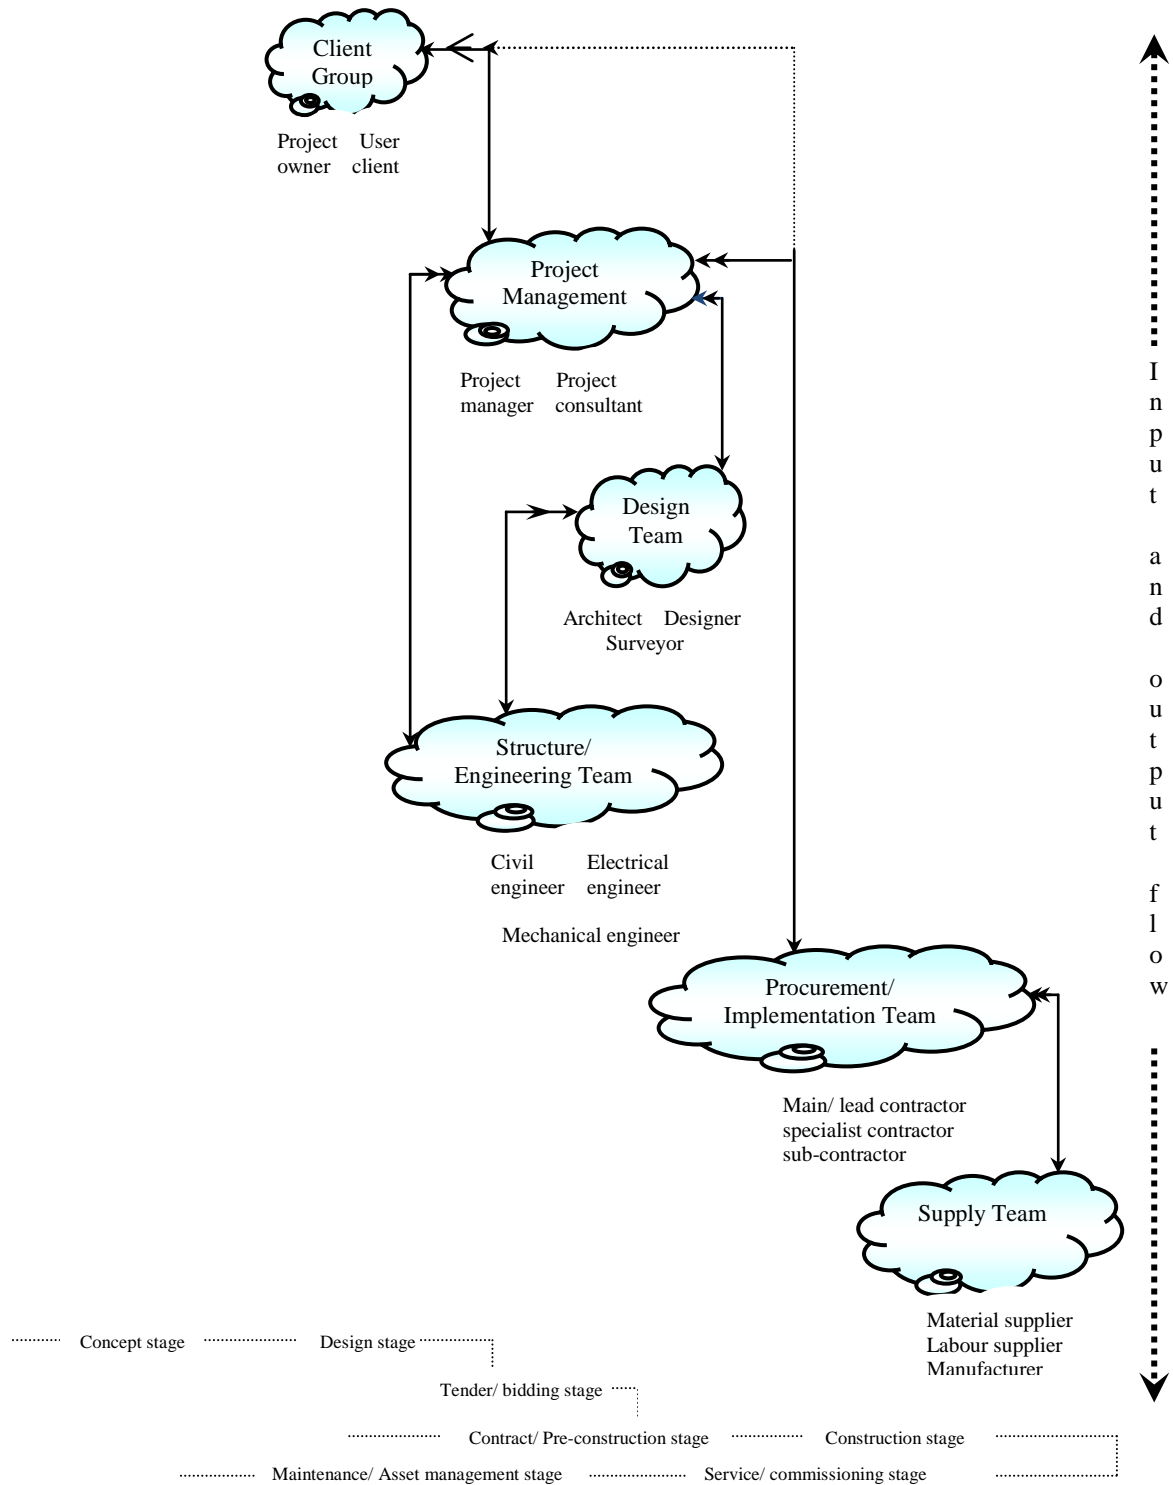 Client
Group
Project User
owner client
Project
Management
Project Project
manager consultant
Design
Team
Architect Designer
Surveyor
Structure/
Engineering Team
Civil Electrical
engineer engineer
Mechanical engineer
Procurement/
Implementation Team
Main/ lead contractor
specialist contractor
sub-contractor
Supply Team
Material supplier
Labour supplier
Manufacturer
Input and output flow
Concept stage Design stage
Tender/ bidding stage
Contract/ Pre-construction stage Construction stage
Maintenance/ Asset management stage Service/ commissioning stage